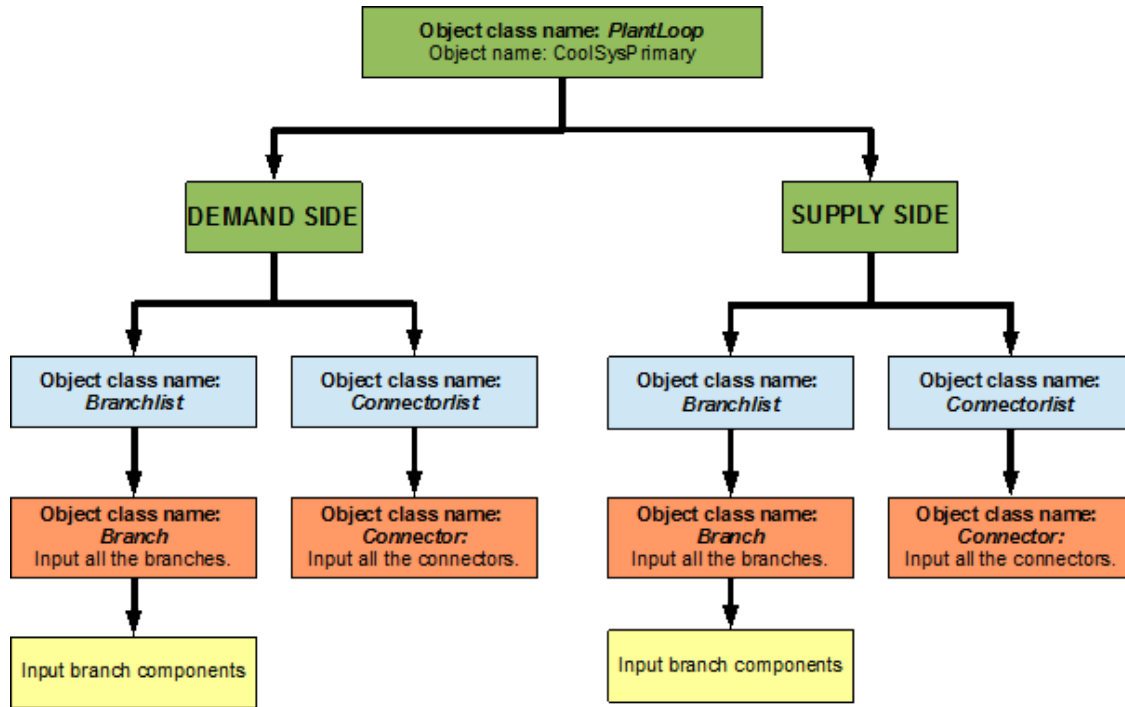 Object class name: PlantLoop
Object name: CoolSysPrimary
DEMAND SIDE
SUPPLY SIDE
Object class name:
Branchlist
Object class name:
Connectorlist
Object class name:
Branchlist
Object class name:
Connectorlist
Object class name:
Branch
Input all the branches.
Object class name:
Connector:
Input all the connectors.
Object class name:
Branch
Input all the branches.
Object class name:
Connector:
Input all the connectors.
Input branch components
Input branch components